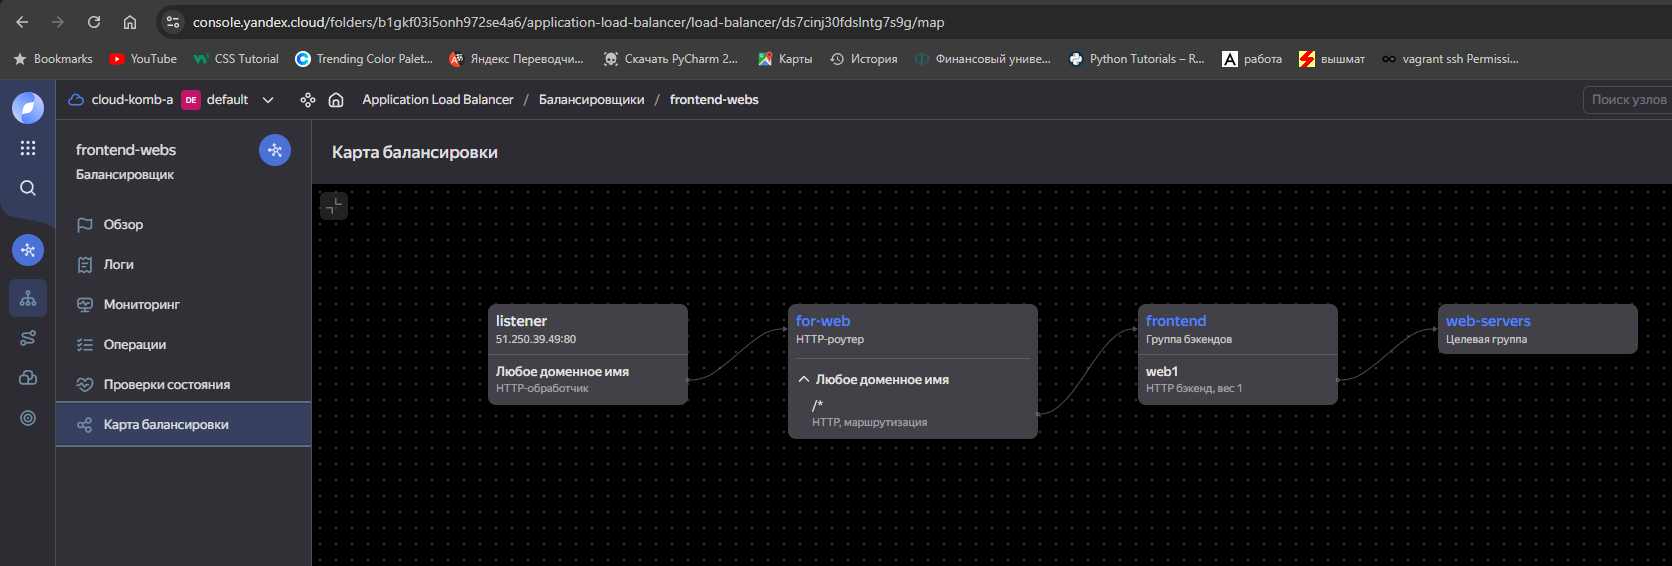 console.yandex.cloud/folders/b1gkf03i5onh972se4a6/application-load-balancer/load-balancer/ds7cinj30fdslntg7s9g/map
Bookmarks YouTube CSS Tutorial Trending Color Palet... Яндекс Переводчи... Скачать PyCharm 2... Карты История Финансовый униве... Python Tutorials – R... работа вышмат vagrant ssh Permissi...
cloud-komb-a DE default Application Load Balancer / Балансировщики / frontend-webs Поиск узлов
frontend-webs
Балансировщик
Обзор
Логи
Мониторинг
Операции
Проверки состояния
Карта балансировки
Карта балансировки
listener
51.250.39.49:80
Любое доменное имя
HTTP-обработчик
for-web
HTTP-роутер
Любое доменное имя
/*
HTTP, маршрутизация
frontend
Группа бэкендов
web1
HTTP бэкенд, вес 1
web-servers
Целевая группа